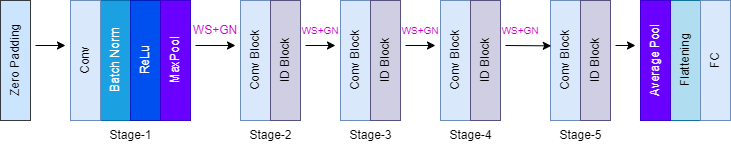 Zero Padding
Conv
Batch Norm
ReLu
MaxPool
WS+GN
Conv Block
ID Block
WS+GN
Conv Block
ID Block
WS+GN
Conv Block
ID Block
WS+GN
Conv Block
ID Block
Average Pool
Flattening
FC
Stage-1
Stage-2
Stage-3
Stage-4
Stage-5